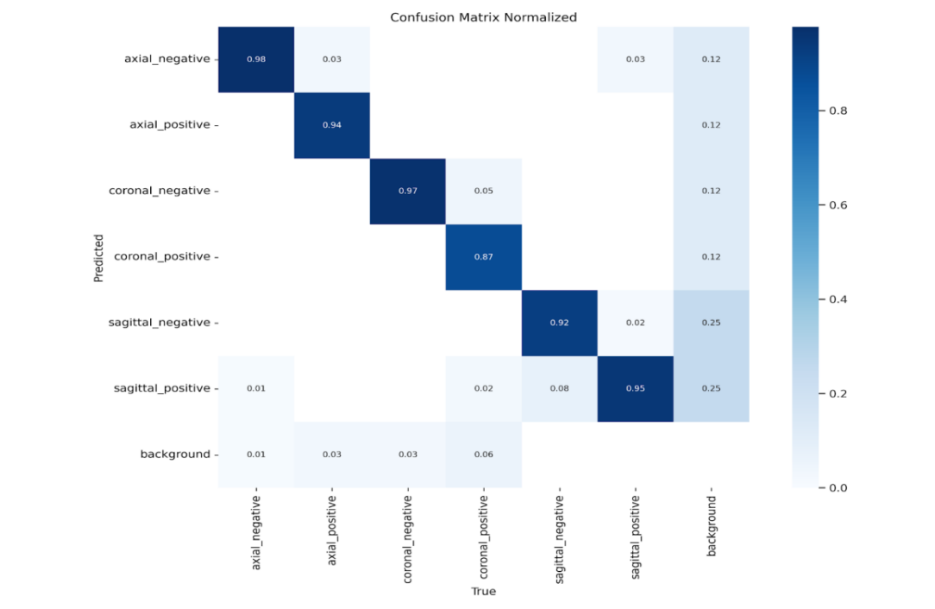 Confusion Matrix Normalized
axial_negative 0.98 0.03 0.03 0.12
axial_positive 0.94 0.12
coronal_negative 0.97 0.05 0.12
coronal_positive 0.87 0.12
sagittal_negative 0.92 0.02 0.25
sagittal_positive 0.01 0.02 0.08 0.95 0.25
background 0.01 0.03 0.03 0.06
Predicted
axial_negative
axial_positive
coronal_negative
coronal_positive
sagittal_negative
sagittal_positive
background
True
0.8
0.6
0.4
0.2
0.0